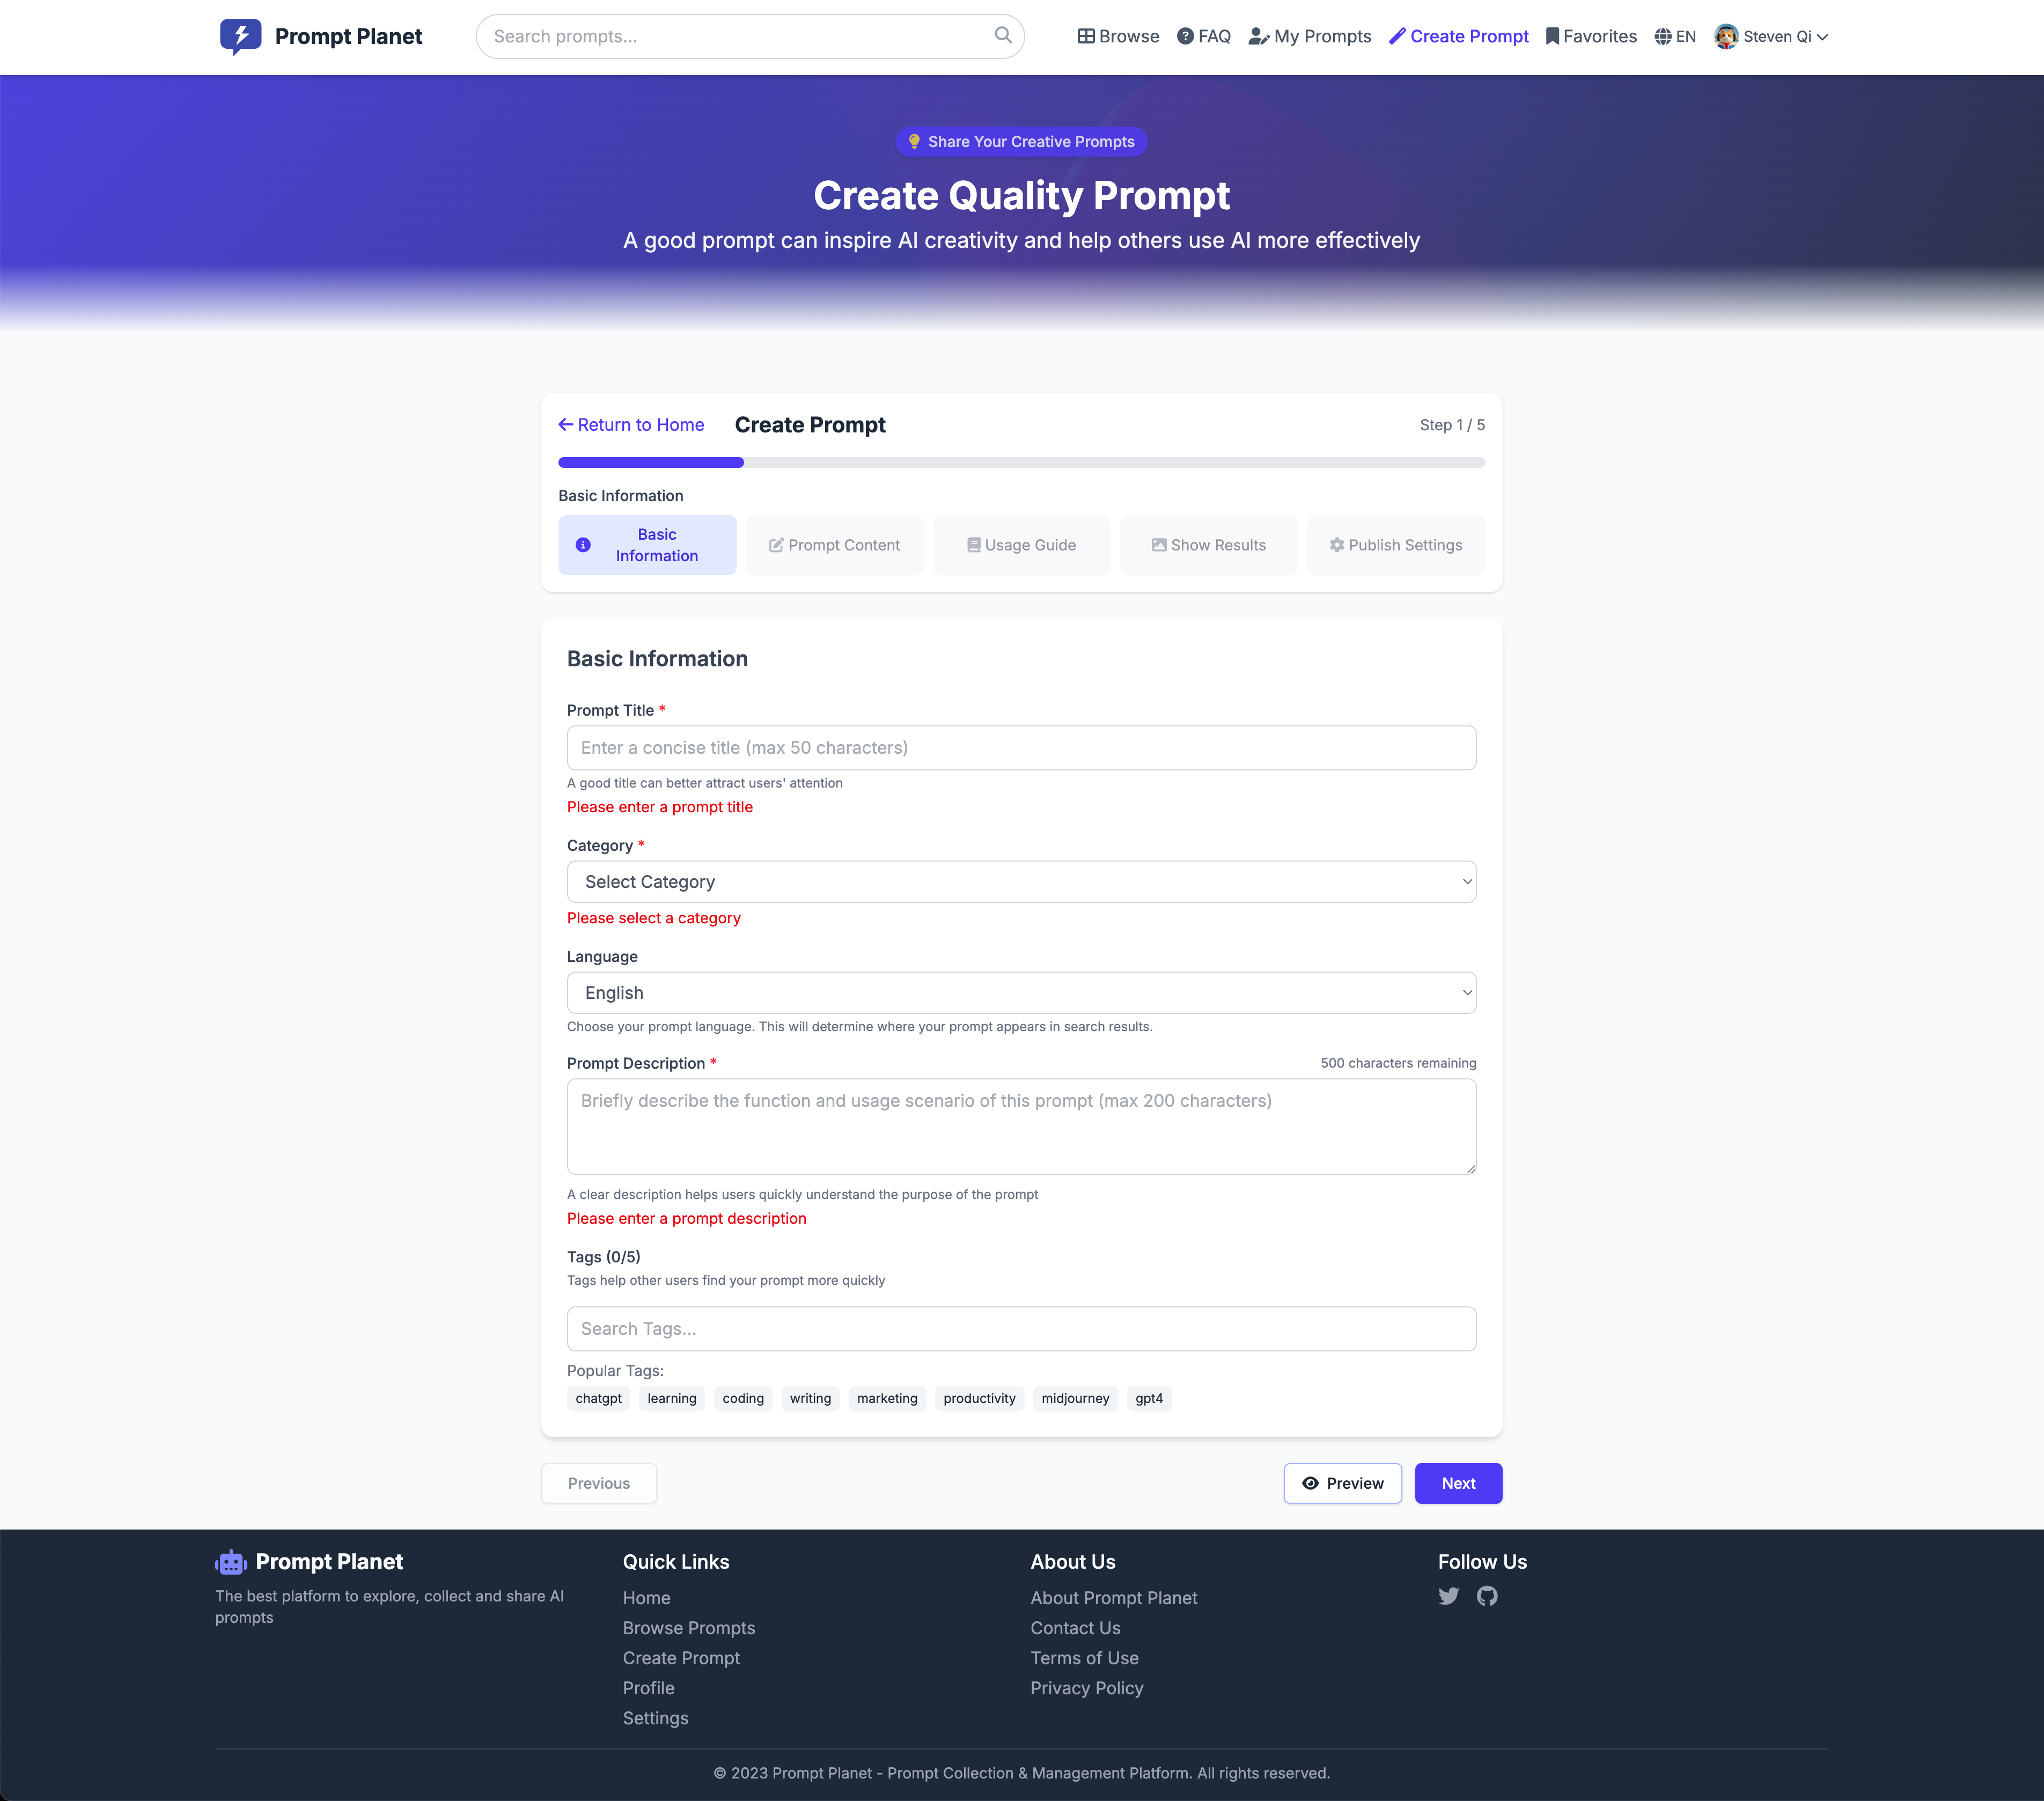 Prompt Planet
Search prompts...
Browse
FAQ
My Prompts
Create Prompt
Favorites
EN
Steven Qi
Share Your Creative Prompts
Create Quality Prompt
A good prompt can inspire AI creativity and help others use AI more effectively
Return to Home
Create Prompt
Step 1 / 5
Basic Information
Basic
Information
Prompt Content
Usage Guide
Show Results
Publish Settings
Basic Information
Prompt Title *
Enter a concise title (max 50 characters)
A good title can better attract users' attention
Please enter a prompt title
Category *
Select Category
Please select a category
Language
English
Choose your prompt language. This will determine where your prompt appears in search results.
Prompt Description *
500 characters remaining
Briefly describe the function and usage scenario of this prompt (max 200 characters)
A clear description helps users quickly understand the purpose of the prompt
Please enter a prompt description
Tags (0/5)
Tags help other users find your prompt more quickly
Search Tags...
Popular Tags:
chatgpt
learning
coding
writing
marketing
productivity
midjourney
gpt4
Previous
Preview
Next
Prompt Planet
The best platform to explore, collect and share AI
prompts
Quick Links
Home
Browse Prompts
Create Prompt
Profile
Settings
About Us
About Prompt Planet
Contact Us
Terms of Use
Privacy Policy
Follow Us
© 2023 Prompt Planet - Prompt Collection & Management Platform. All rights reserved.